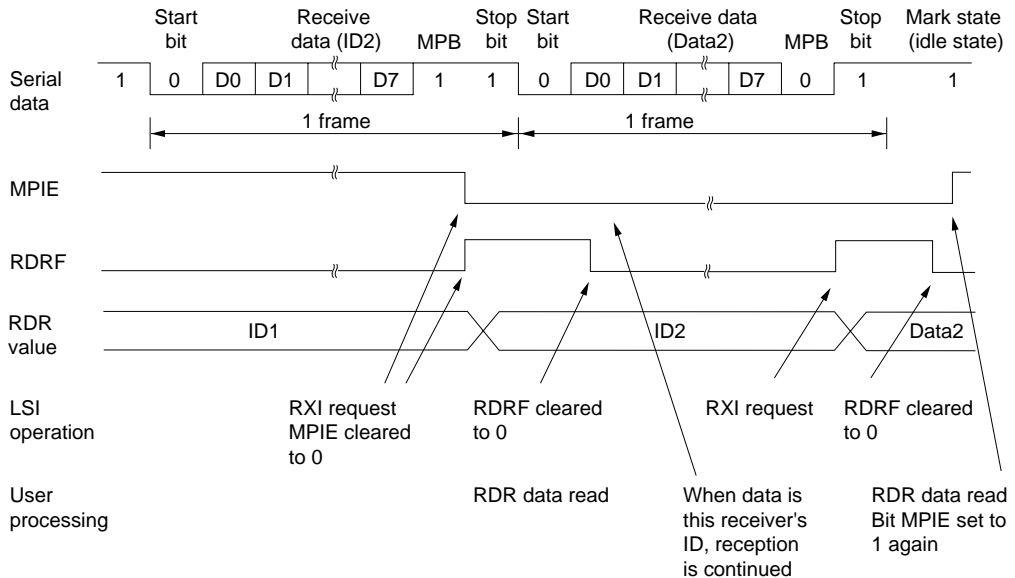 Start
bit
Receive
data (ID2)
MPB
Stop
bit
Start
bit
Receive data
(Data2)
MPB
Stop
bit
Mark state
(idle state)
Serial
data
1 0 D0 D1 D7 1 1 0 D0 D1 D7 0 1 1
1 frame 1 frame
MPIE
RDRF
RDR
value
ID1 ID2 Data2
LSI
operation
RXI request
MPIE cleared
to 0
RDRF cleared
to 0
RXI request
RDRF cleared
to 0
User
processing
RDR data read
When data is
this receiver's
ID, reception
is continued
RDR data read
Bit MPIE set to
1 again